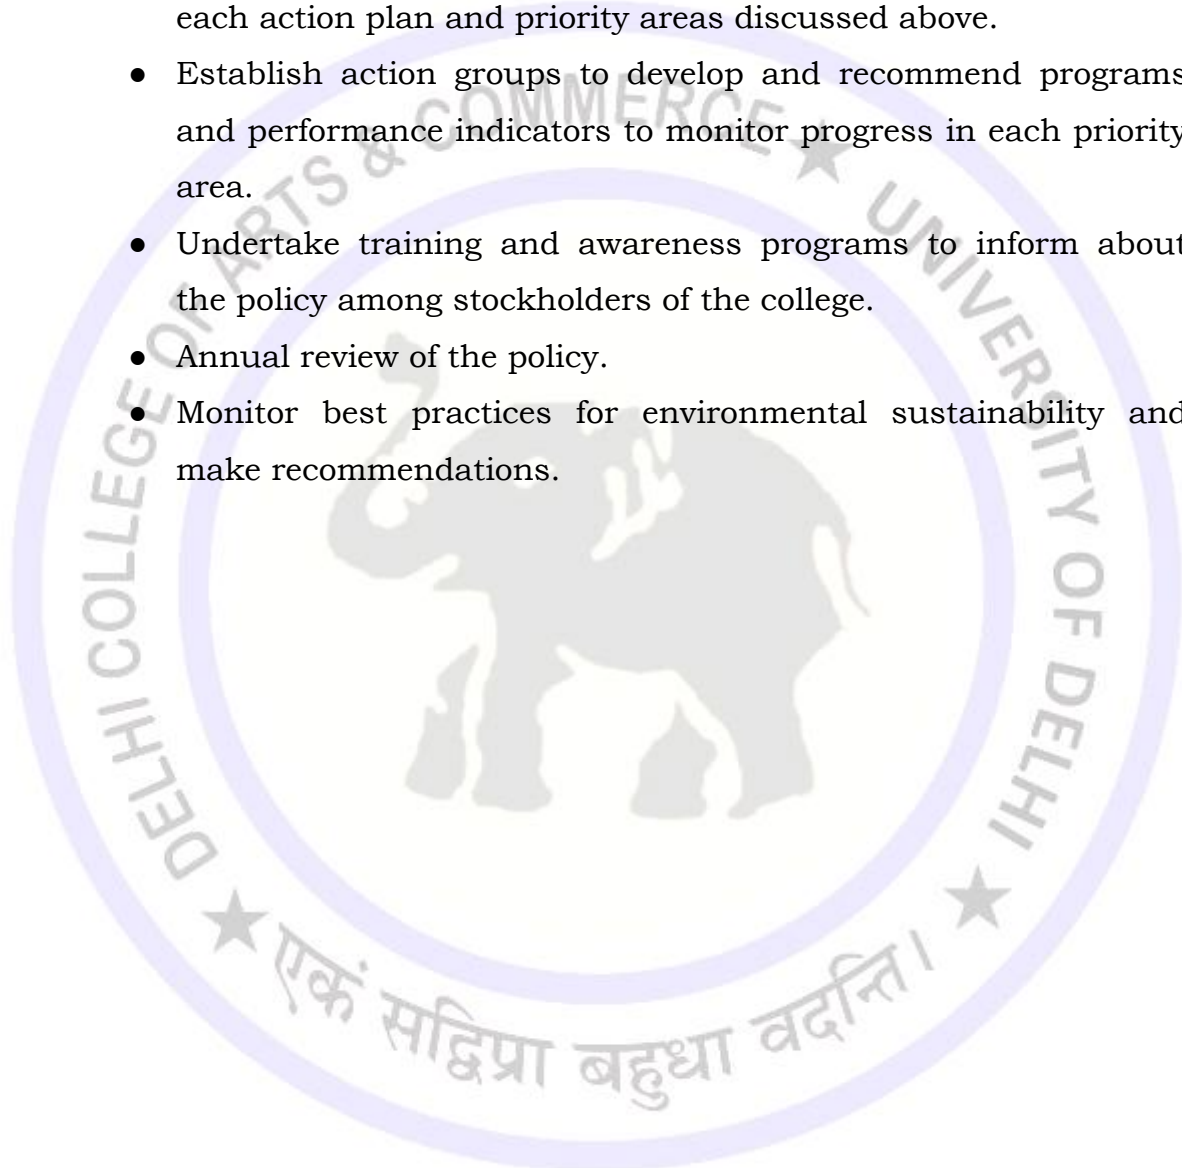 each action plan and priority areas discussed above.
● Establish action groups to develop and recommend programs
and performance indicators to monitor progress in each priority
area.
● Undertake training and awareness programs to inform about
the policy among stockholders of the college.
● Annual review of the policy.
● Monitor best practices for environmental sustainability and
make recommendations.
DELHI COLLEGE OF ARTS & COMMERCE ★ UNIVERSITY OF DELHI ★
★ एकं सद्विप्रा बहुधा वदन्ति।